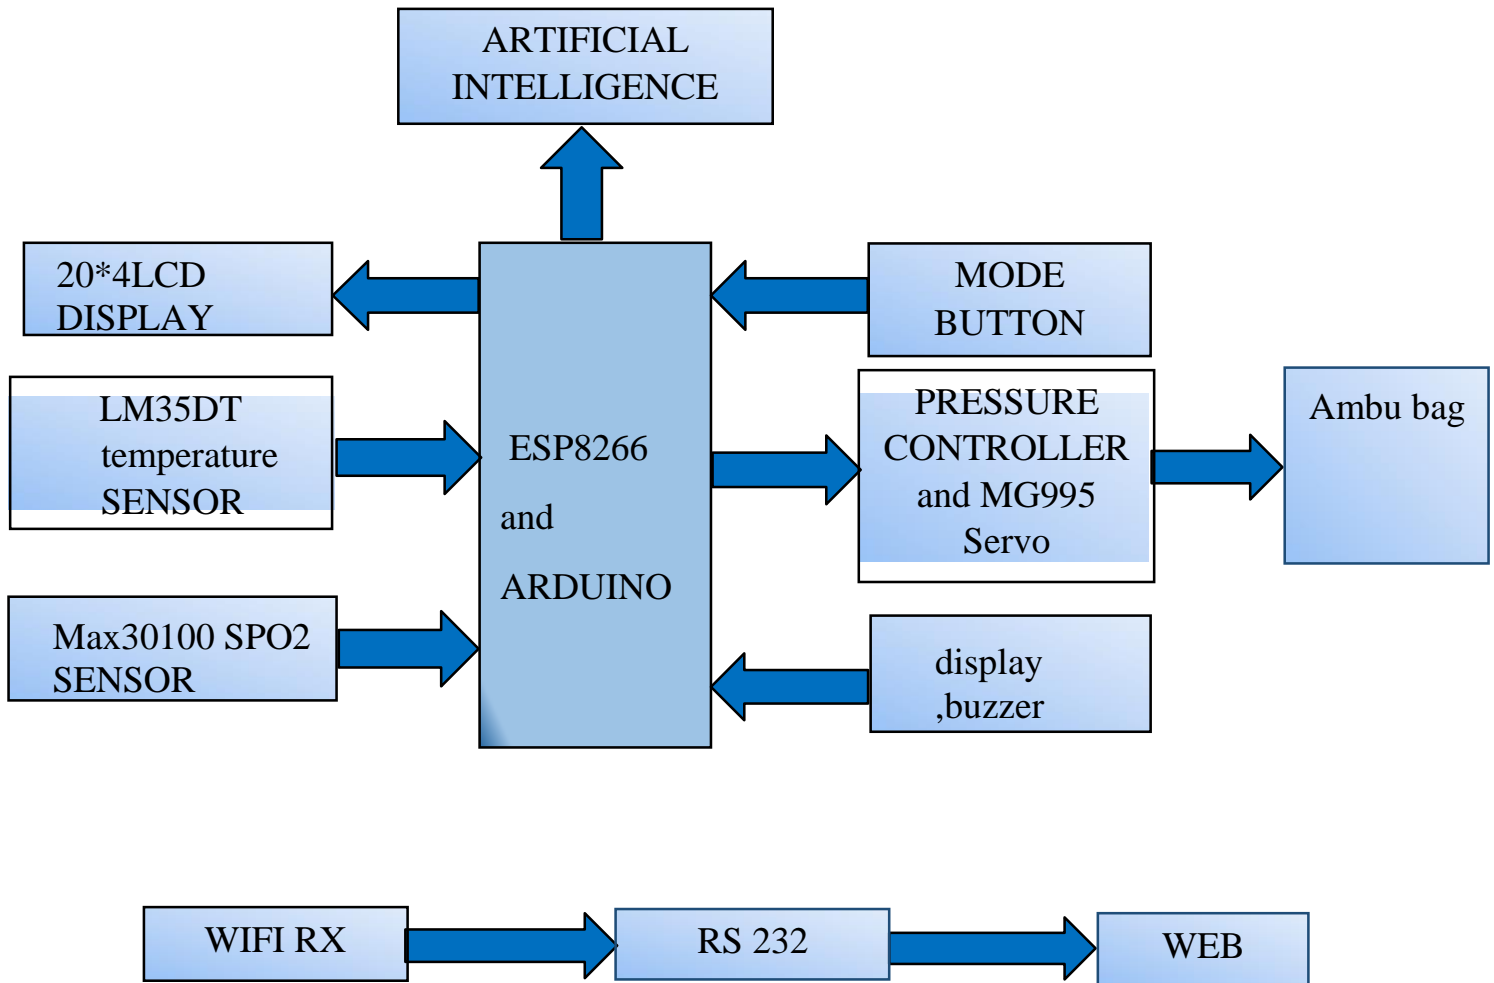 ARTIFICIAL
INTELLIGENCE
20*4LCD
DISPLAY
MODE
BUTTON
LM35DT
temperature
SENSOR
ESP8266
and
ARDUINO
PRESSURE
CONTROLLER
and MG995
Servo
Ambu bag
Max30100 SPO2
SENSOR
display
,buzzer
WIFI RX
RS 232
WEB